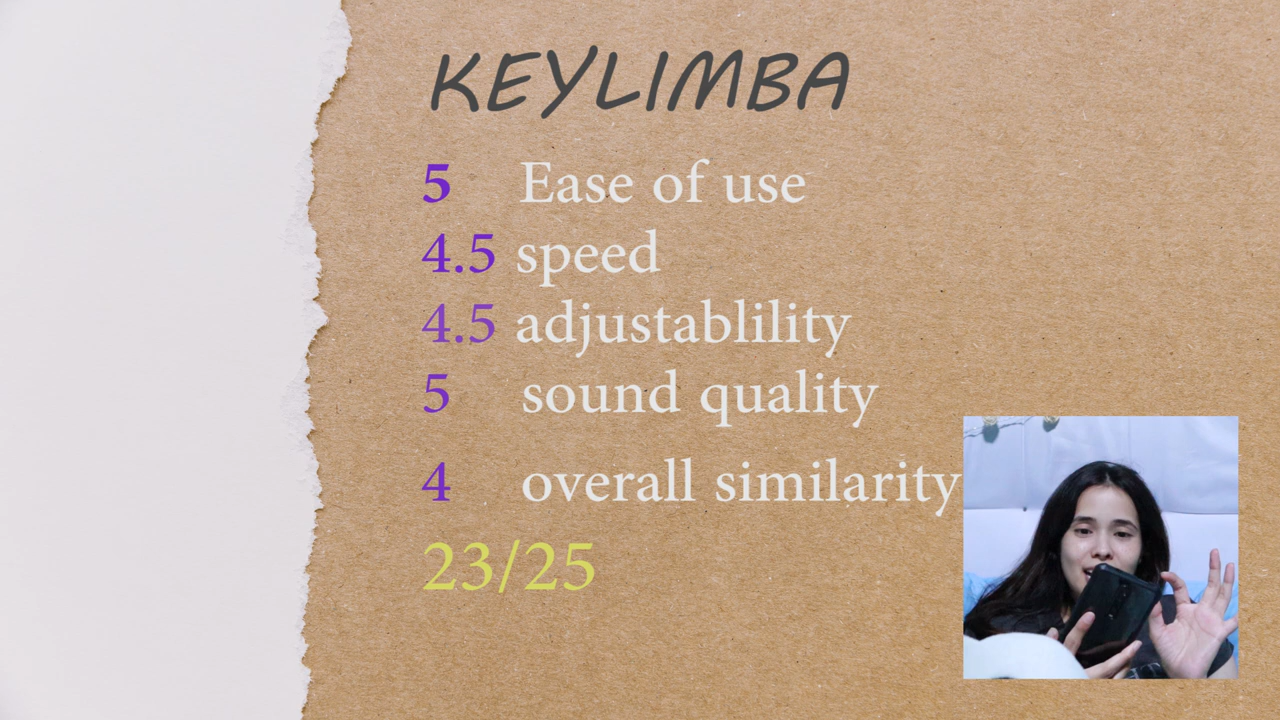 KEYLIMBA
5 Ease of use
4.5 speed
4.5 adjustablility
5 sound quality
4 overall similarity
23/25